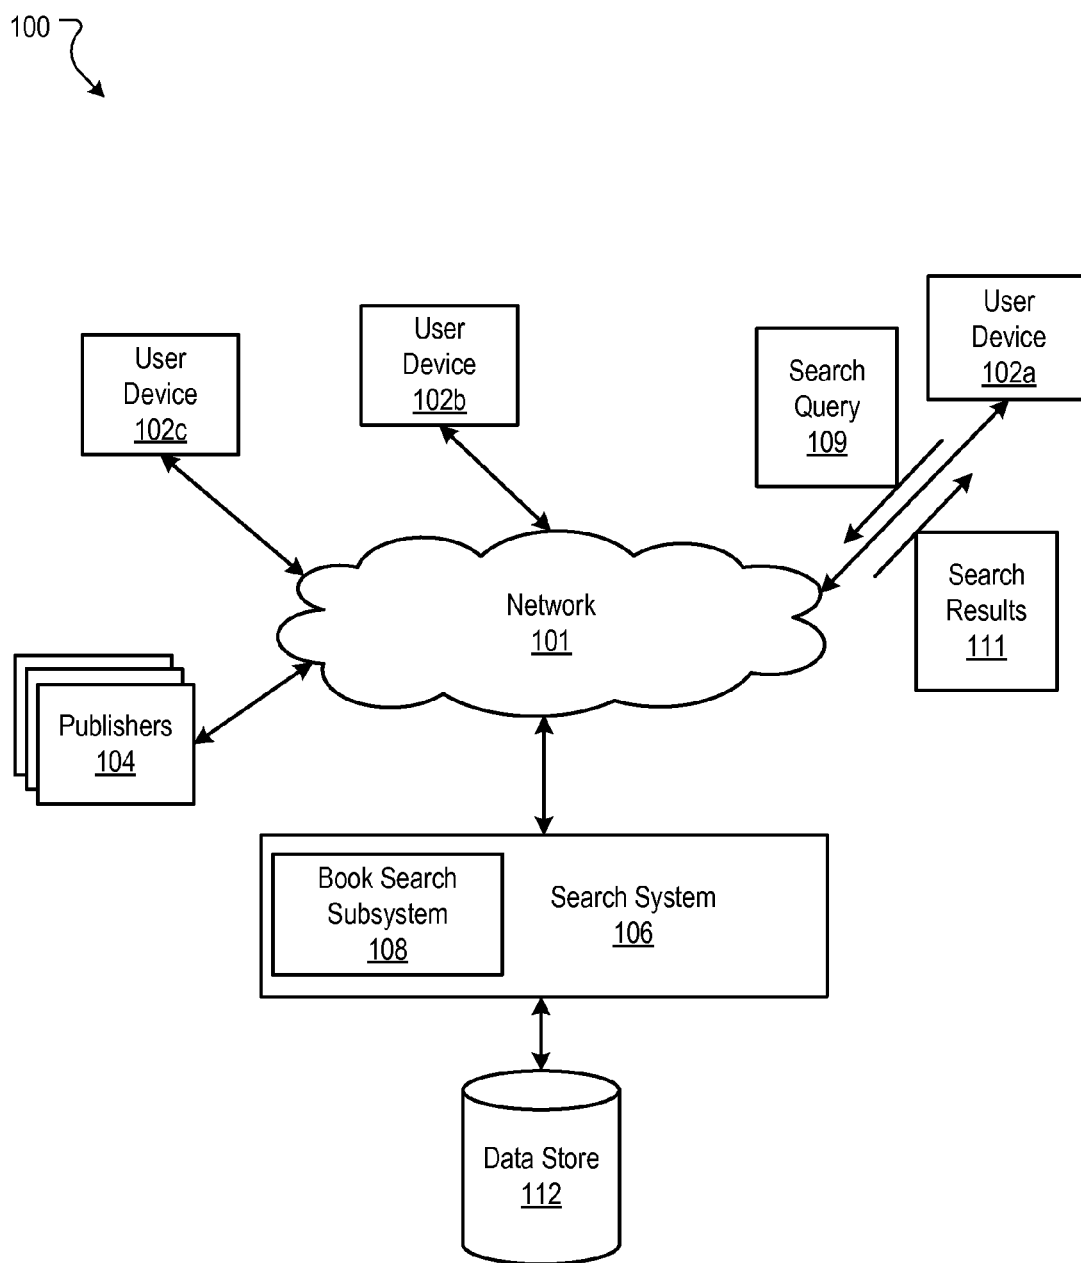 100
User
Device
102a
User
Device
102b
User
Device
102c
Search
Query
109
Search
Results
111
Network
101
Publishers
104
Book Search
Subsystem
108
Search System
106
Data Store
112